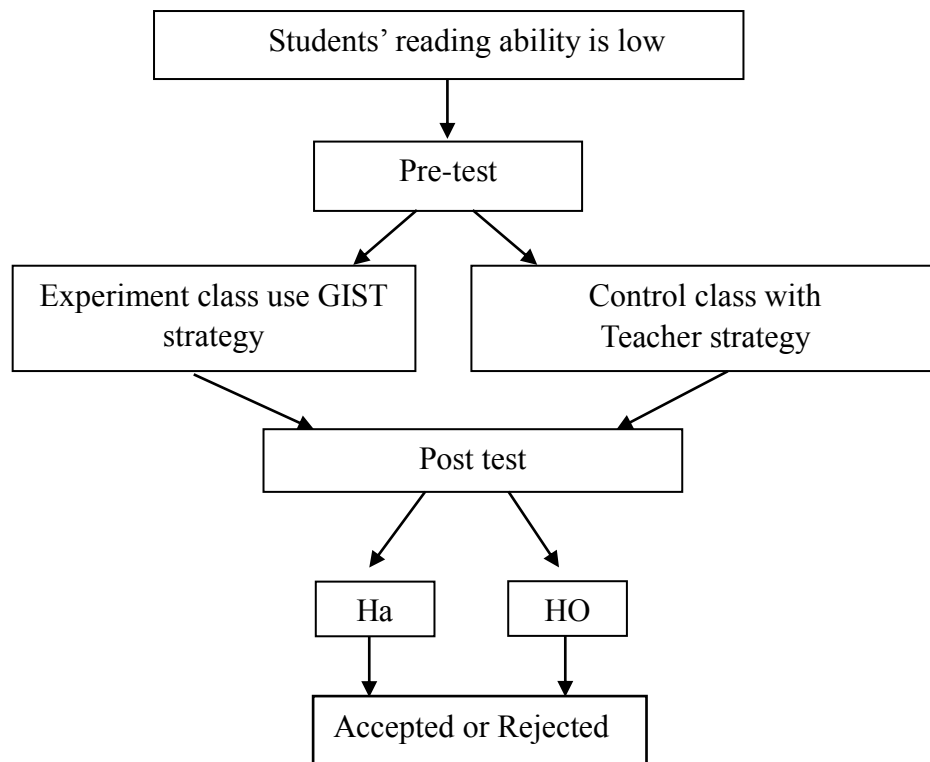 Students’ reading ability is low
Pre-test
Experiment class use GIST
strategy
Control class with
Teacher strategy
Post test
Ha
HO
Accepted or Rejected